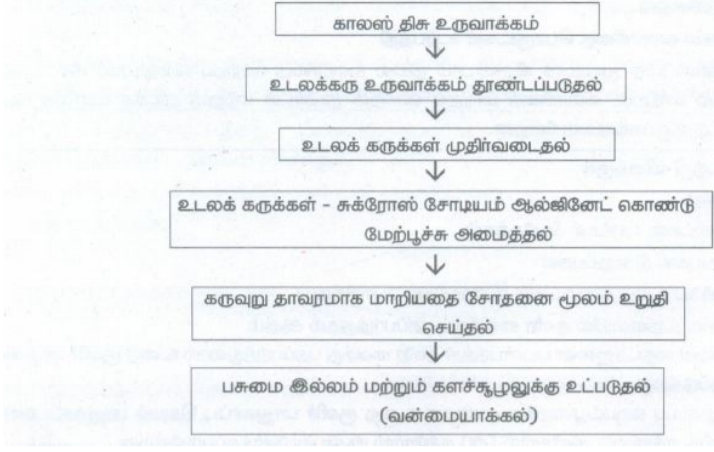 காலஸ் திசு உருவாக்கம்
உடலக்கரு உருவாக்கம் தூண்டப்படுதல்
உடலக் கருக்கள் முதிர்வடைதல்
உடலக் கருக்கள் - சுக்ரோஸ் சோடியம் ஆல்ஜினேட் கொண்டு
மேற்பூச்சு அமைத்தல்
கருவுறு தாவரமாக மாறியதை சோதனை மூலம் உறுதி
செய்தல்
பசுமை இல்லம் மற்றும் களச்சூழலுக்கு உட்படுதல்
(வன்மையாக்கல்)